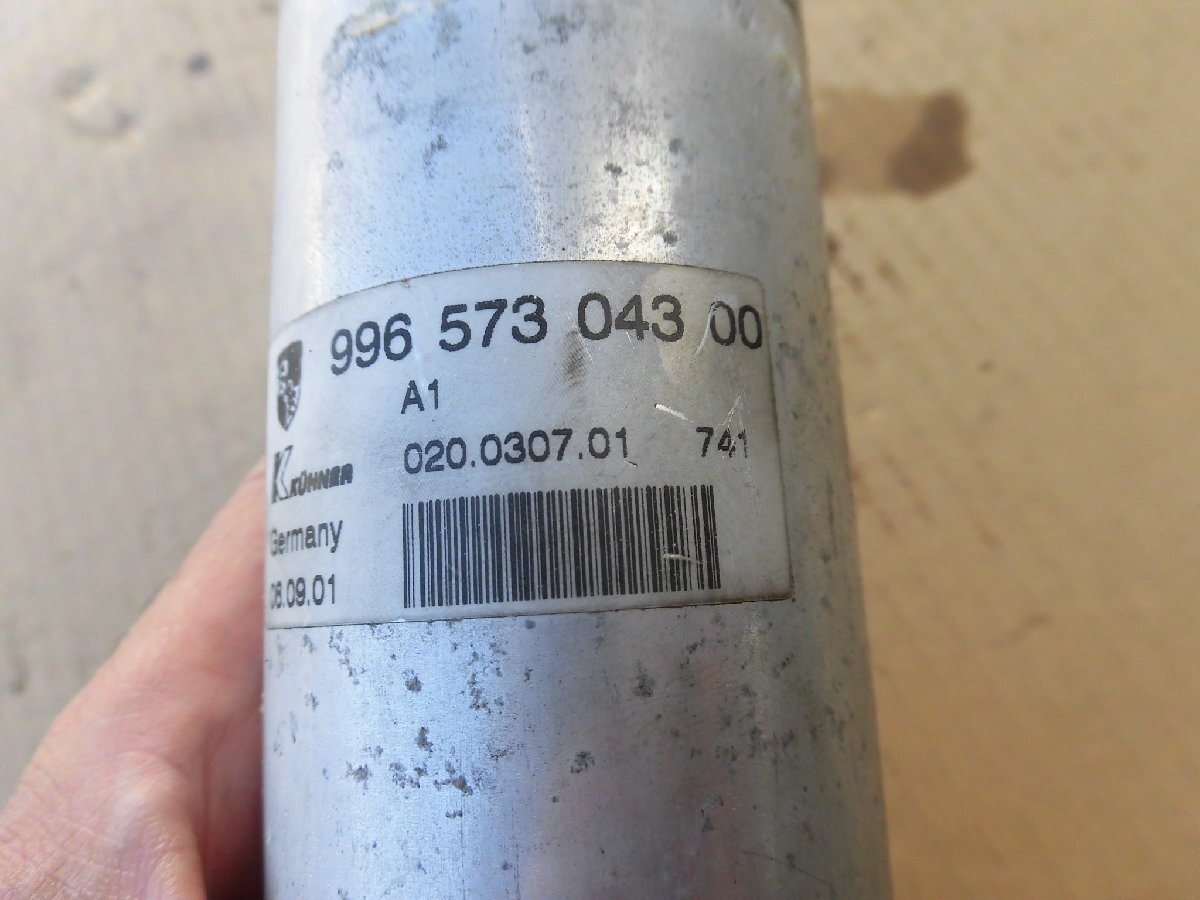 996 573 043 00
A1
020.0307.01 741
KÜHNER
Germany
06.09.01